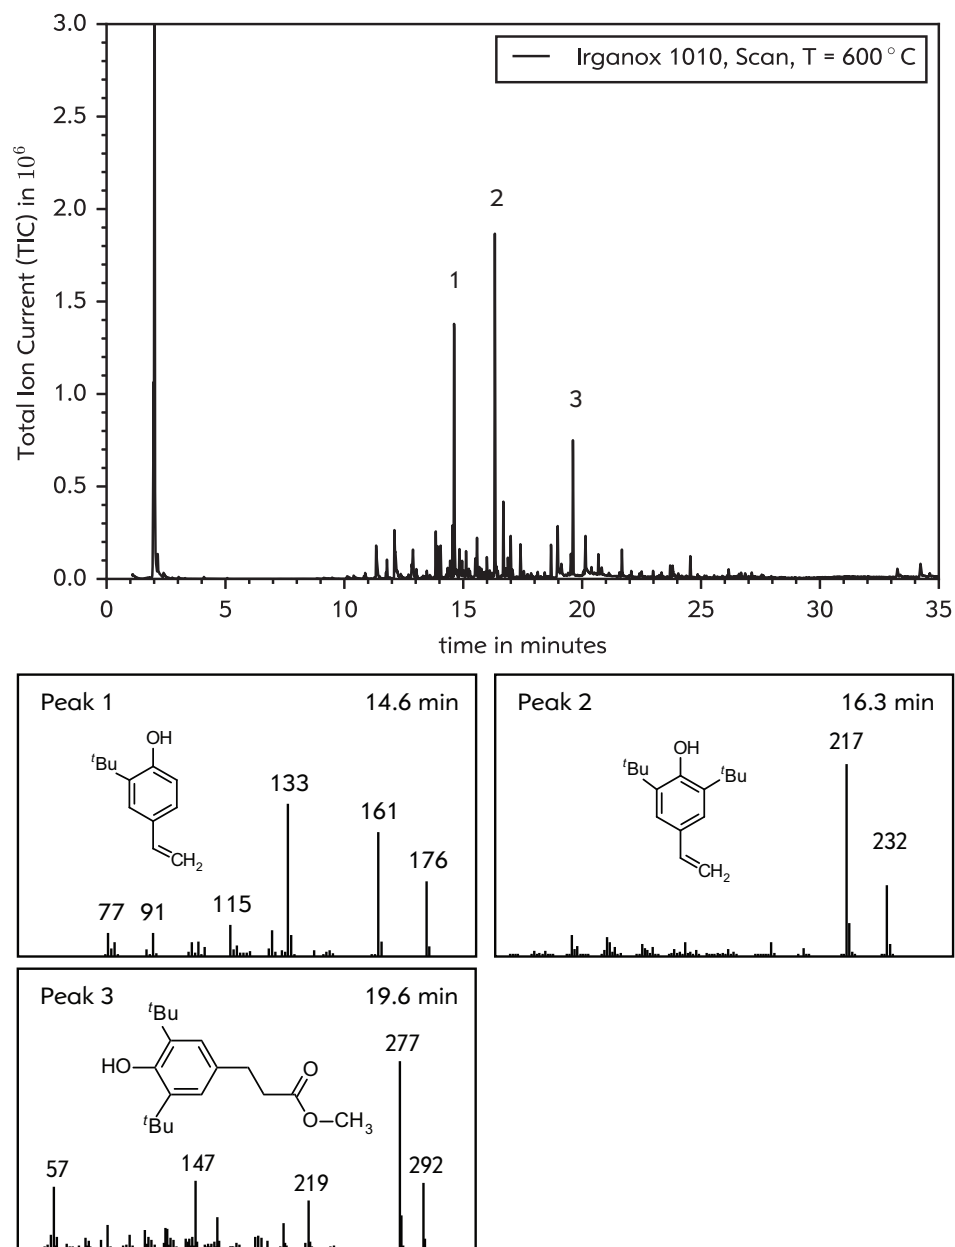 Irganox 1010, Scan, T = 600 ° C
Total Ion Current (TIC) in 10⁶
3.0
2.5
2.0
1.5
1.0
0.5
0.0
1
2
3
0 5 10 15 20 25 30 35
time in minutes
Peak 1 14.6 min
OH
ᵗBu
CH₂
77 91 115 133 161 176
Peak 2 16.3 min
OH
ᵗBu ᵗBu
CH₂
217
232
Peak 3 19.6 min
ᵗBu
HO
O
O CH₃
ᵗBu
57 147 219 277 292